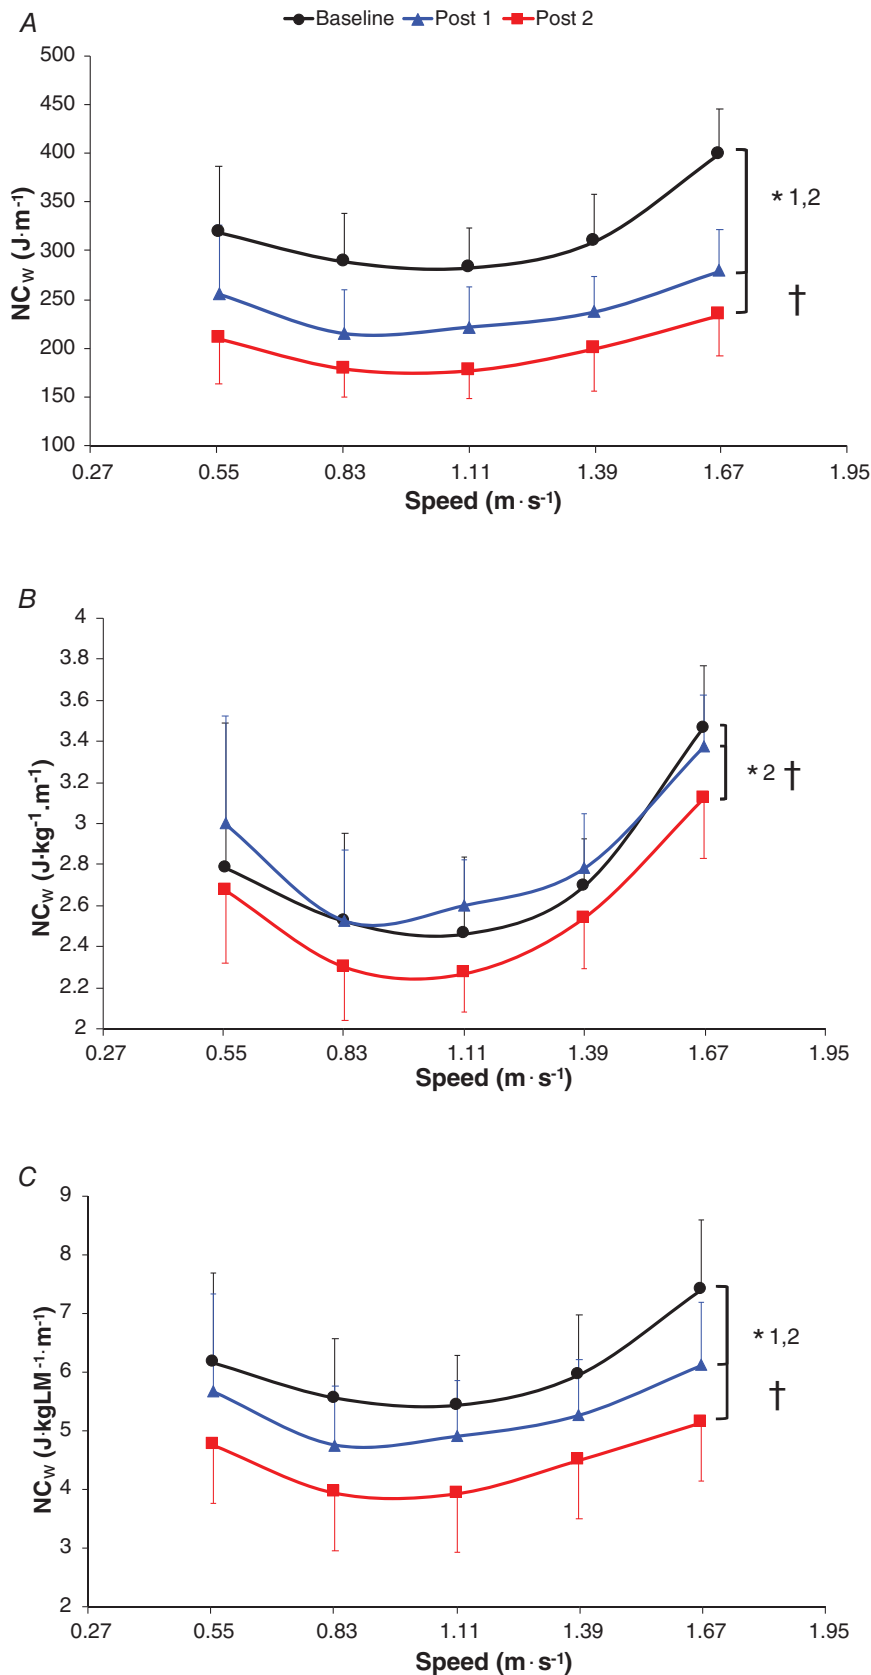 A
Baseline Post 1 Post 2
500
450
400
350
300
250
200
150
100
NCw (J·m-1)
* 1,2
†
0.27 0.55 0.83 1.11 1.39 1.67 1.95
Speed (m·s-1)
B
4
3.8
3.6
3.4
3.2
3
2.8
2.6
2.4
2.2
2
NCw (J·kg-1.m-1)
* 2 †
0.27 0.55 0.83 1.11 1.39 1.67 1.95
Speed (m·s-1)
C
9
8
7
6
5
4
3
2
NCw (J·kgLM-1·m-1)
* 1,2
†
0.27 0.55 0.83 1.11 1.39 1.67 1.95
Speed (m·s-1)